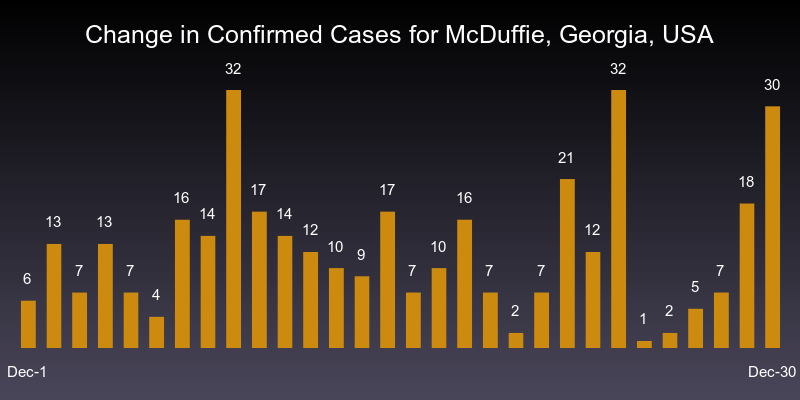 Change in Confirmed Cases for McDuffie, Georgia, USA
6 13 7 13 7 4 16 14 32 17 14 12 10 9 17 7 10 16 7 2 7 21 12 32 1 2 5 7 18 30
Dec-1 Dec-30